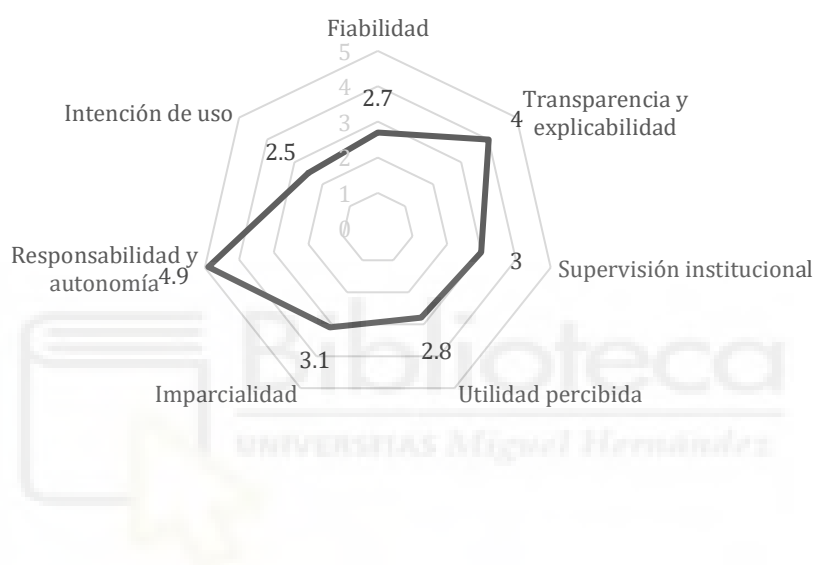 Fiabilidad
5
4
3
2
1
0
2.7
Transparencia y
explicabilidad
4
Supervisión institucional
3
Utilidad percibida
2.8
Imparcialidad
3.1
Responsabilidad y
autonomía
4.9
Intención de uso
2.5
Biblioteca
UNIVERSITAS Miguel Hernández